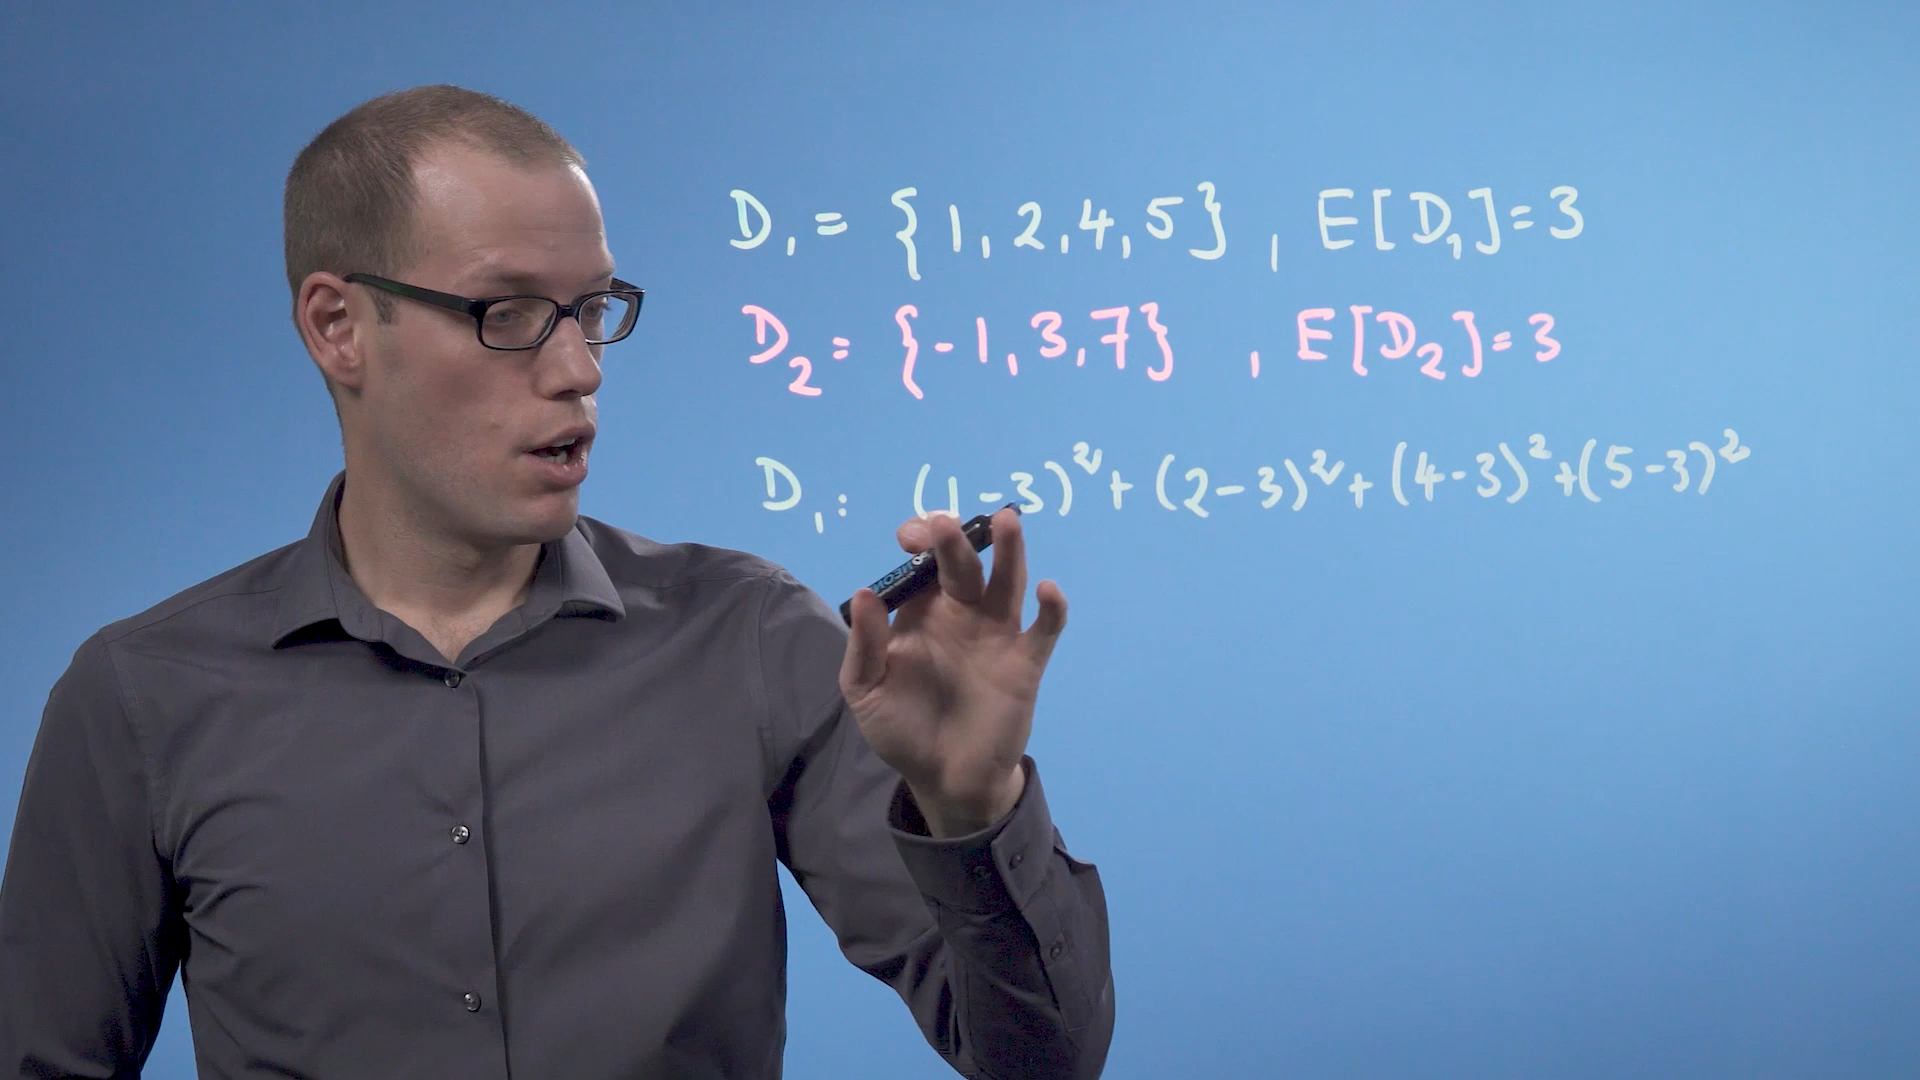 D₁ = {1, 2, 4, 5} , E[D₁] = 3
D₂ = {-1, 3, 7} , E[D₂] = 3
D₁: (1-3)² + (2-3)² + (4-3)² + (5-3)²